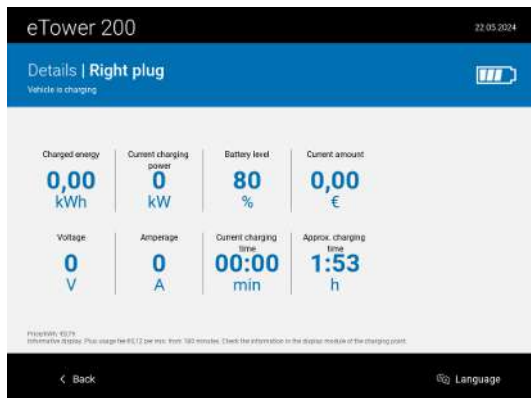 eTower 200
22.05.2024
Details | Right plug
Vehicle is charging
Charged energy
0,00
kWh
Current charging
power
0
kW
Battery level
80
%
Current amount
0,00
€
Voltage
0
V
Amperage
0
A
Current charging
time
00:00
min
Approx. charging
time
1:53
h
Informative display. Plus usage fee €0,12 per min. from 180 minutes. Check the information in the display module of the charging point.
< Back
Language